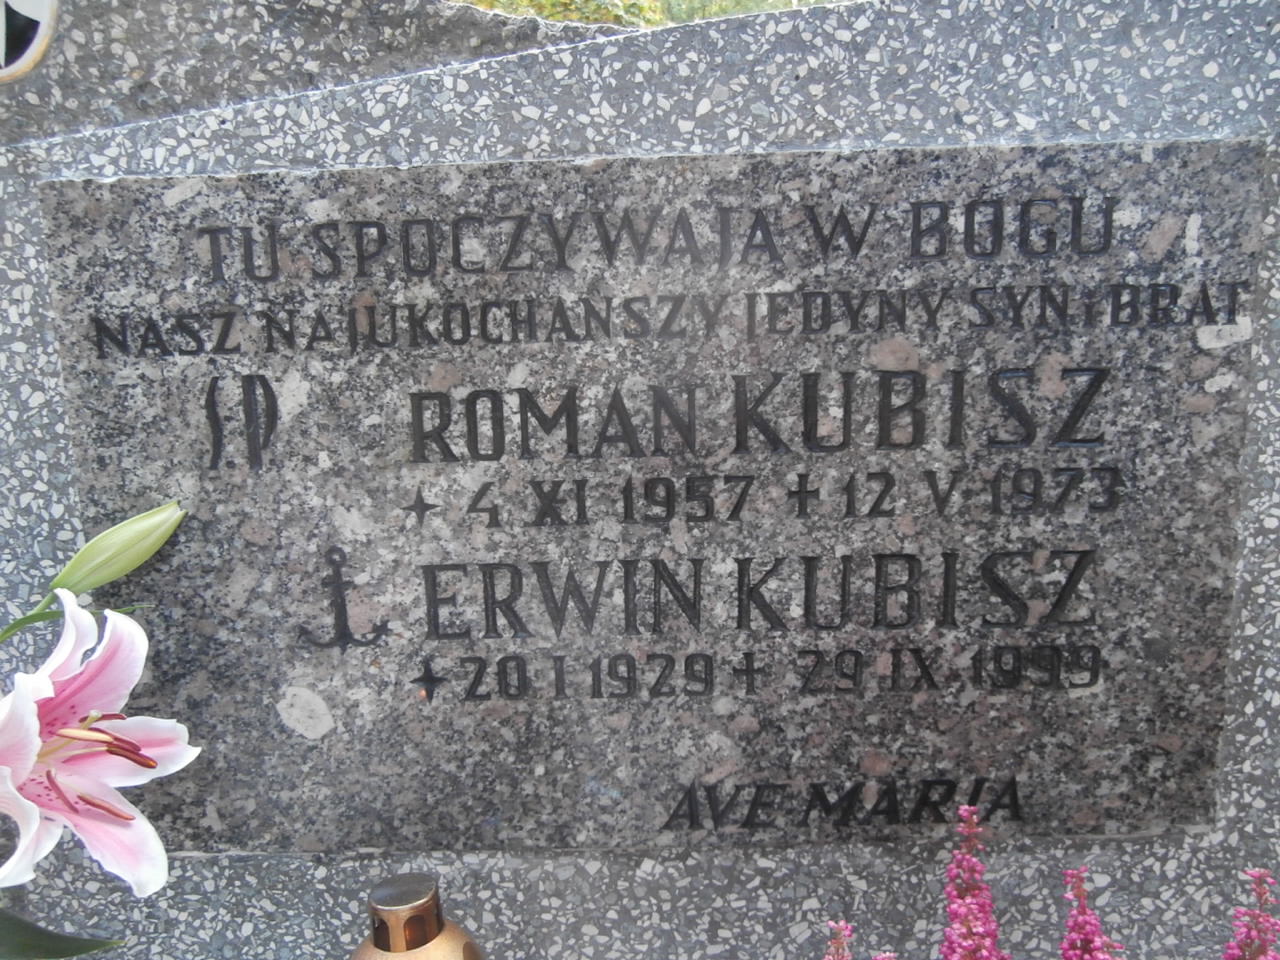 TU SPOCZYWAJA W BOGU
NASZ NAJUKOCHAŃSZY JEDYNY SYN i BRAT
Ś.P ROMAN KUBISZ
4 XI 1957 + 12 V 1973
ERWIN KUBISZ
20 I 1929 + 29 IX 1999
AVE MARIA